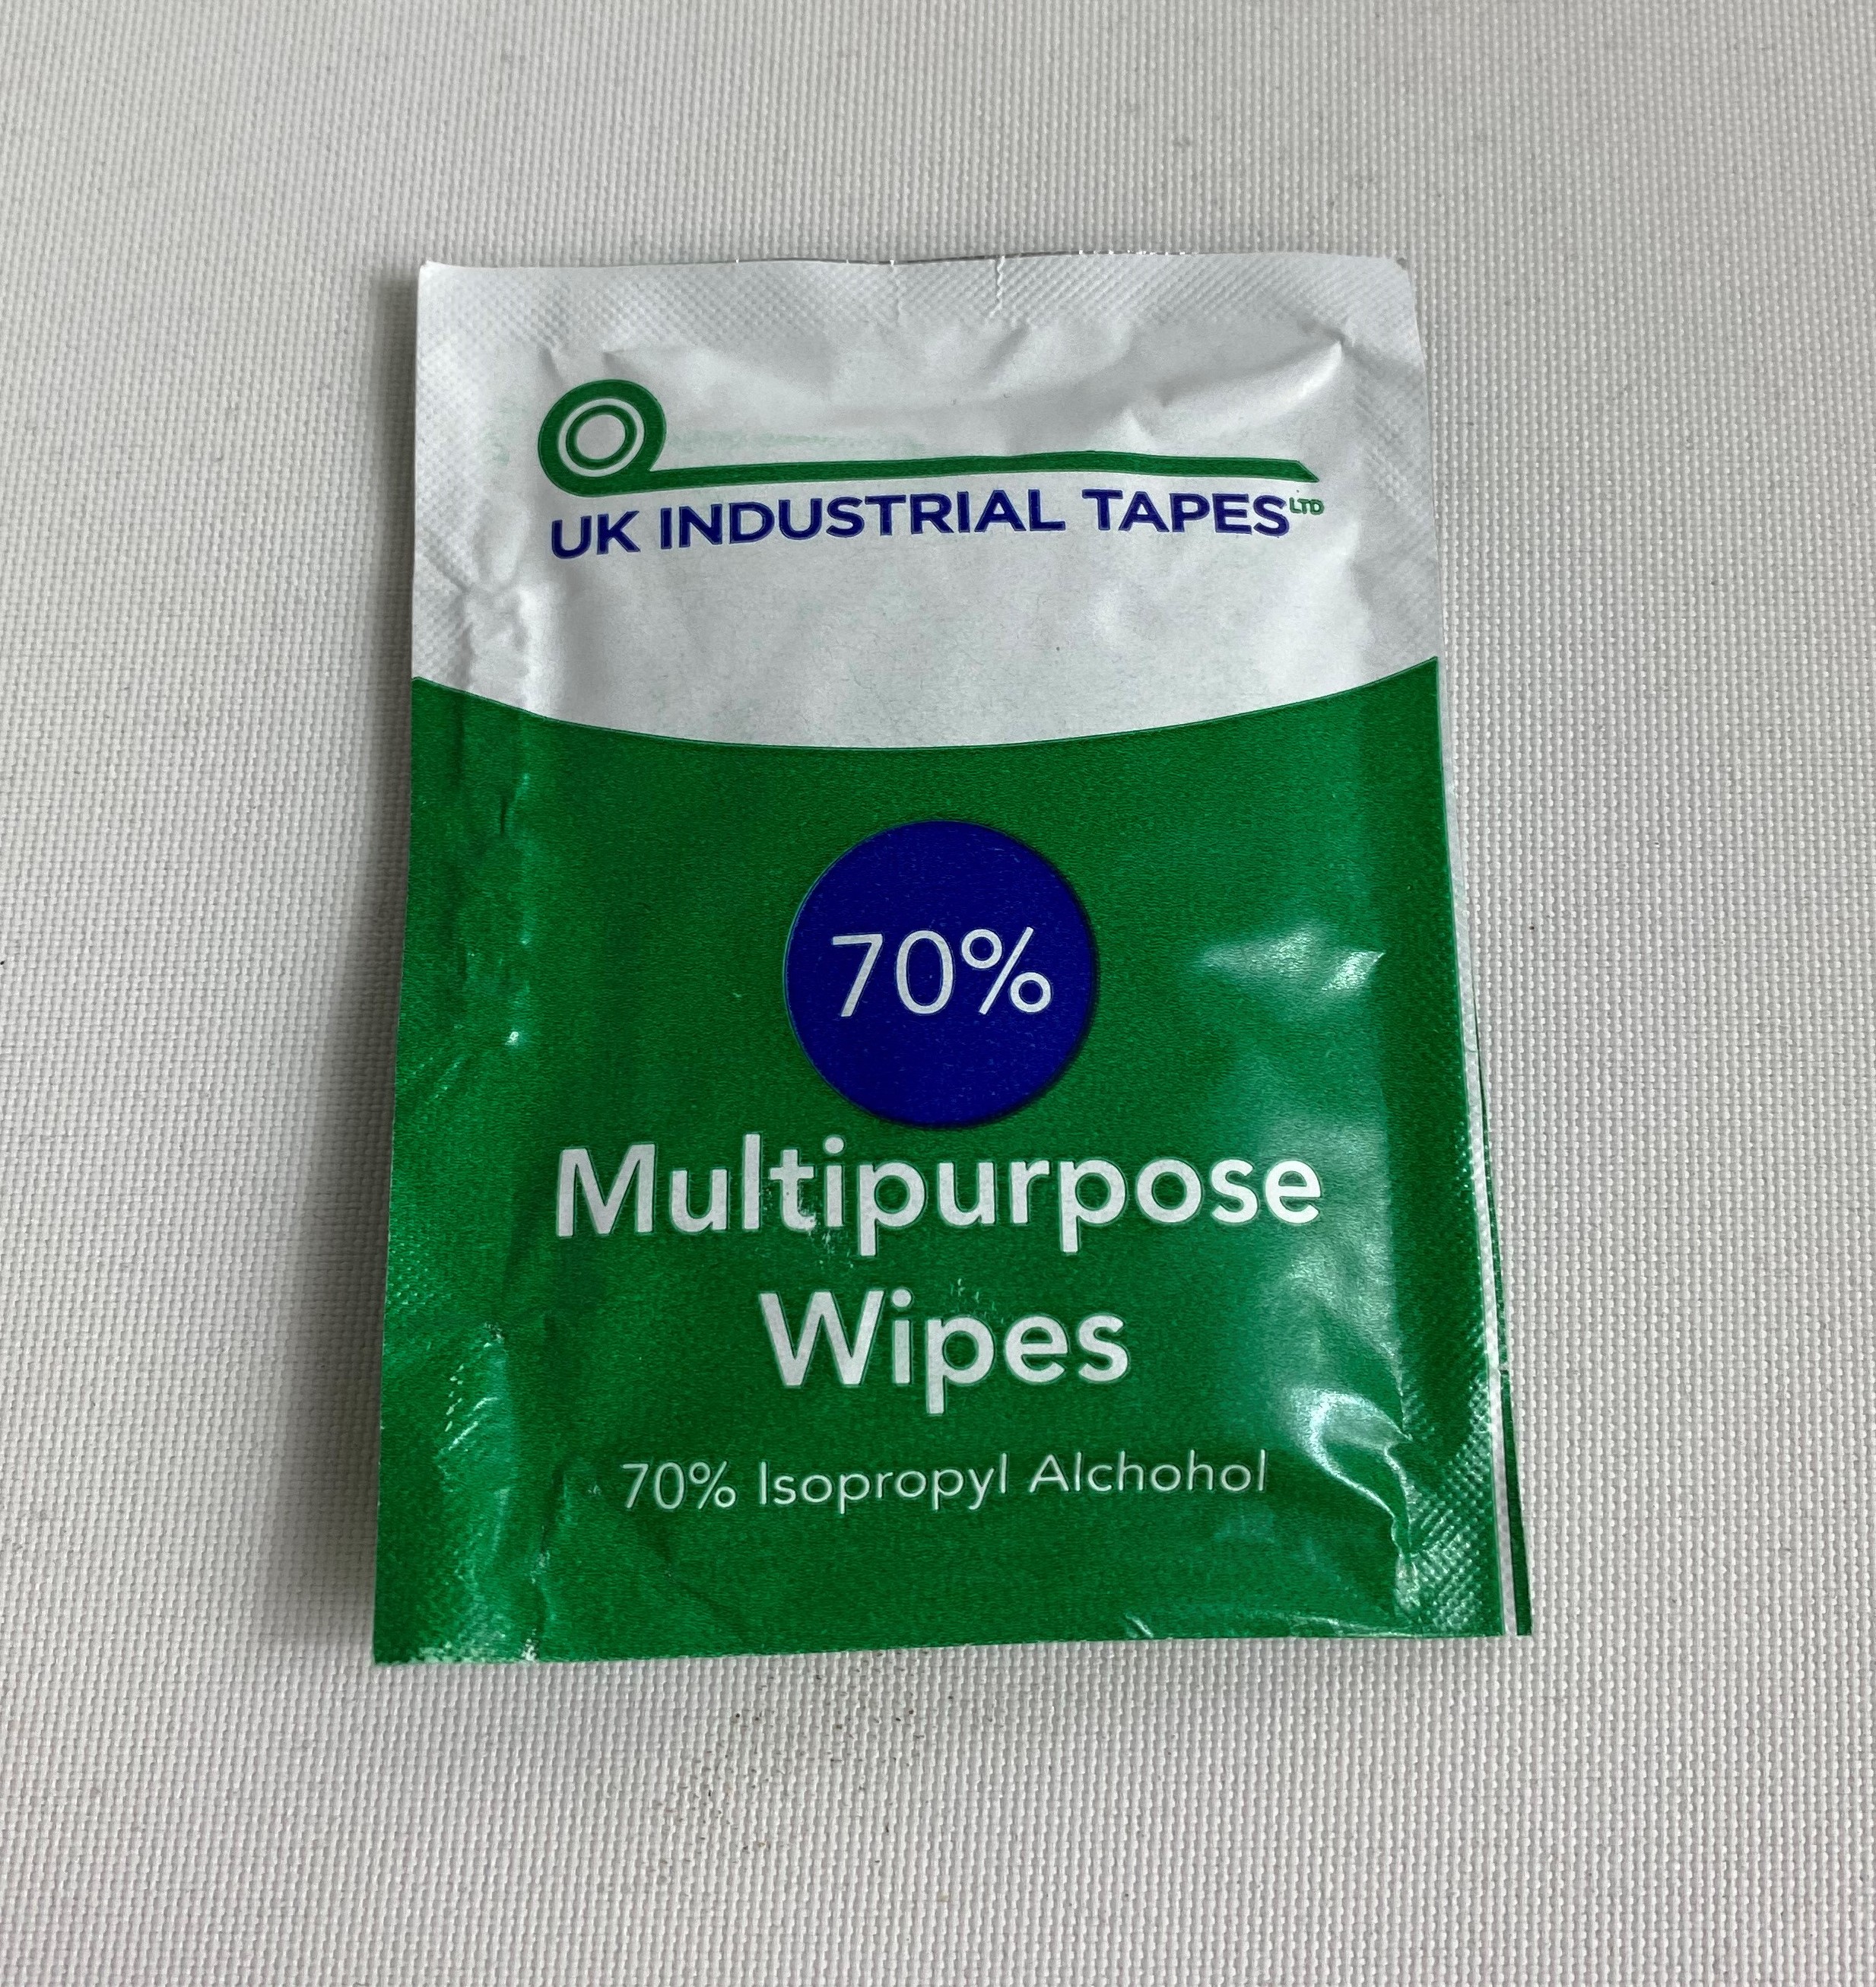 UK INDUSTRIAL TAPES LTD
70%
Multipurpose
Wipes
70% Isopropyl Alchohol